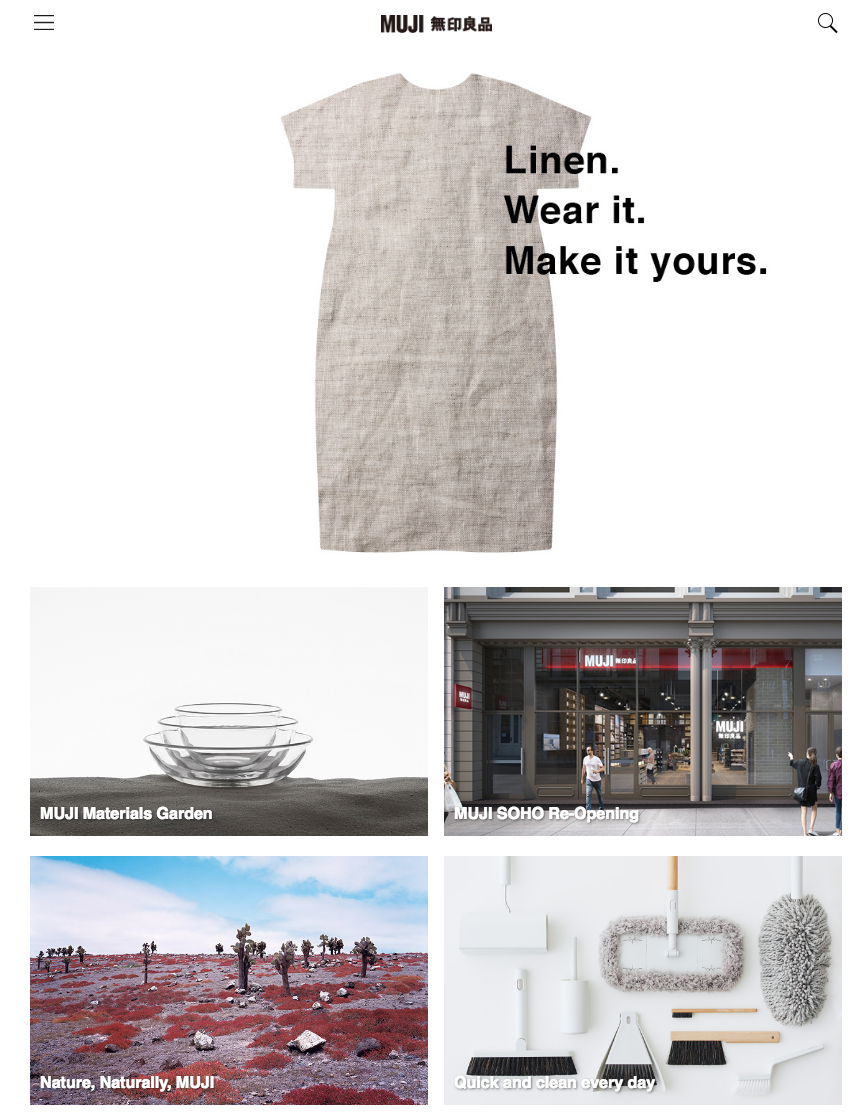 MUJI 無印良品
Linen.
Wear it.
Make it yours.
MUJI Materials Garden
MUJI 無印良品
MUJI
MUJI
無印良品
MUJI SOHO Re-Opening
Nature, Naturally, MUJI
Quick and clean every day